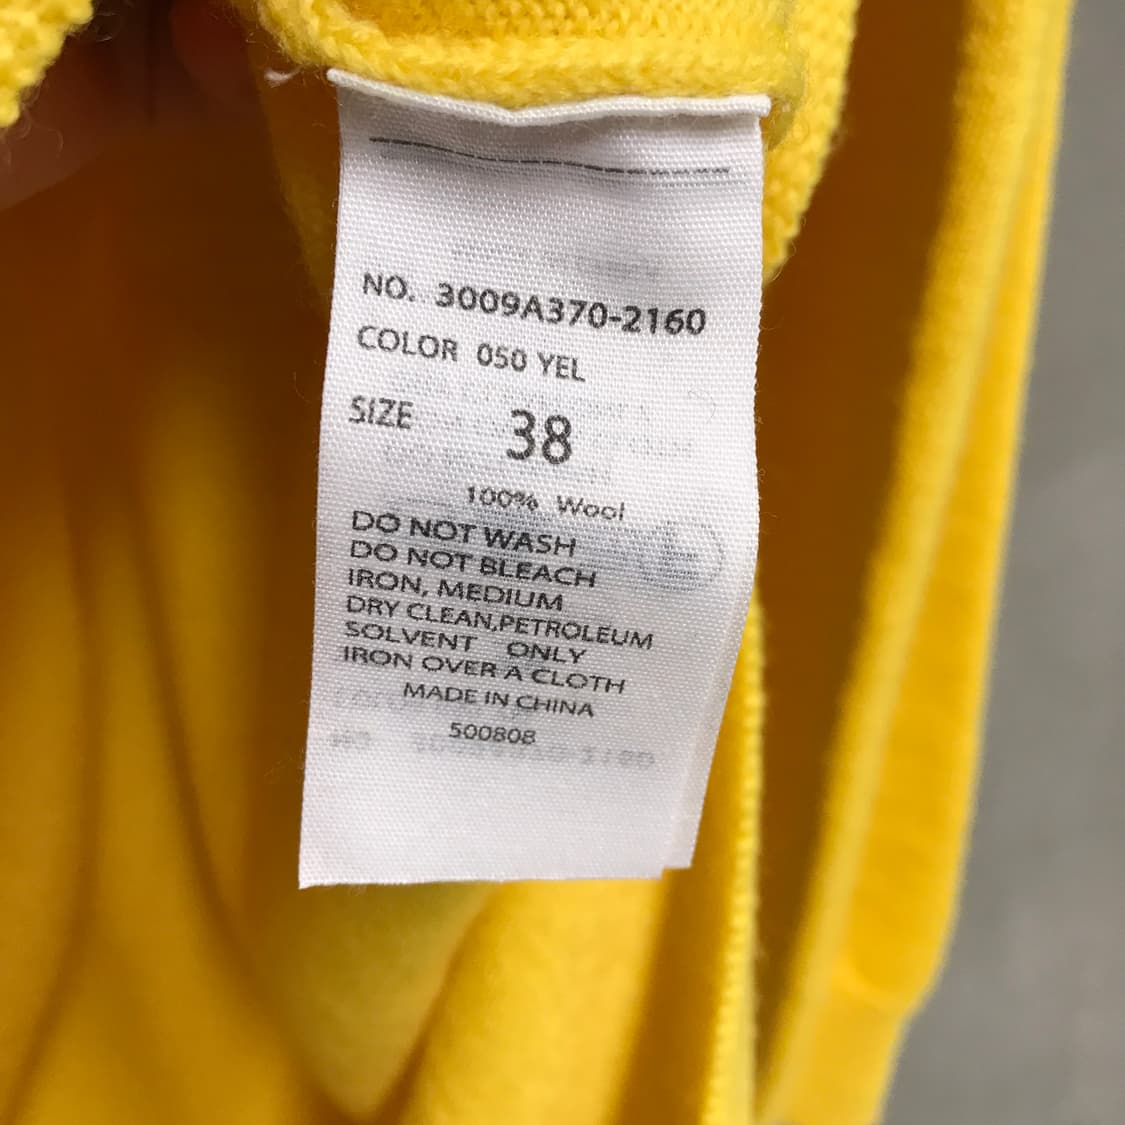 NO. 3009A370-2160
COLOR 050 YEL
SIZE 38
100% Wool
DO NOT WASH
DO NOT BLEACH
IRON, MEDIUM
DRY CLEAN,PETROLEUM
SOLVENT ONLY
IRON OVER A CLOTH
MADE IN CHINA
500808